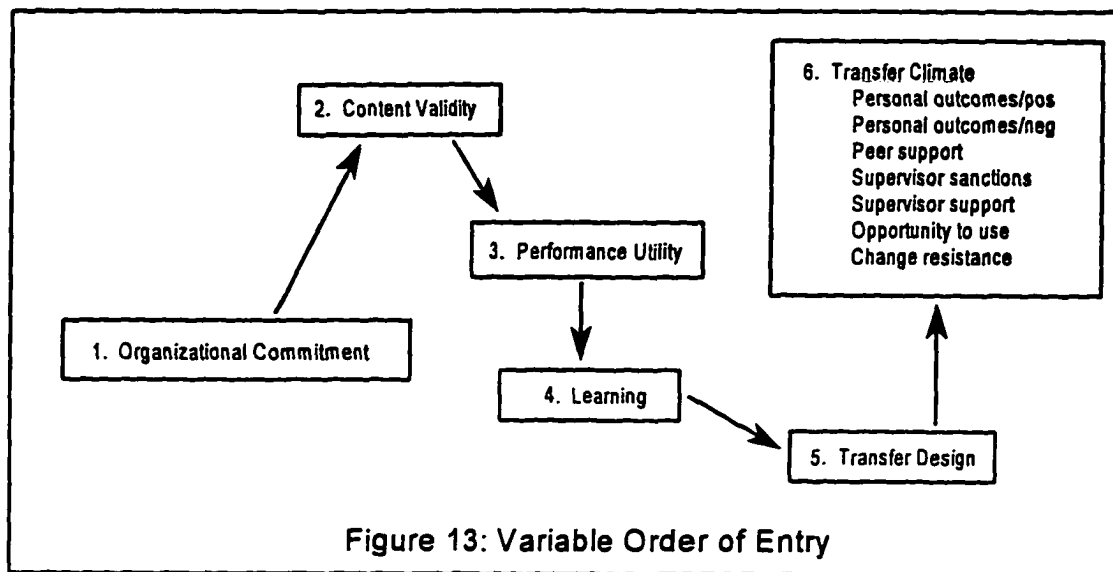 1. Organizational Commitment
2. Content Validity
3. Performance Utility
4. Learning
5. Transfer Design
6. Transfer Climate
Personal outcomes/pos
Personal outcomes/neg
Peer support
Supervisor sanctions
Supervisor support
Opportunity to use
Change resistance
Figure 13: Variable Order of Entry